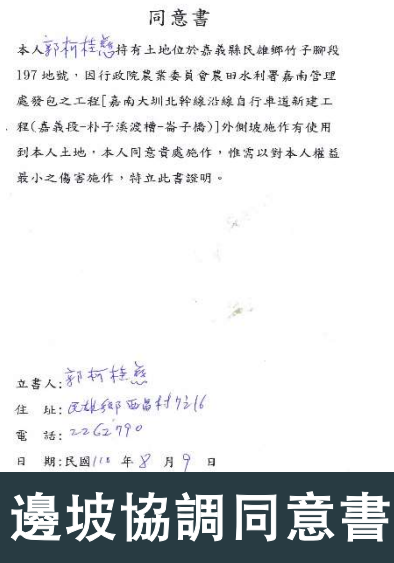 同意書
本人郭柯桂慈持有土地位於嘉義縣民雄鄉竹子腳段
197地號，因行政院農業委員會農田水利署嘉南管理
處發包之工程[嘉南大圳北幹線沿線自行車道新建工
程(嘉義段-朴子溪渡槽-崙子橋)]外側坡施作有使用
到本人土地，本人同意貴處施作，惟需以對本人權益
最小之傷害施作，特立此書證明。
立書人:郭柯桂慈
住 址:民雄鄉西昌村
電 話:2262790
日 期:民國110年8月9日
邊坡協調同意書